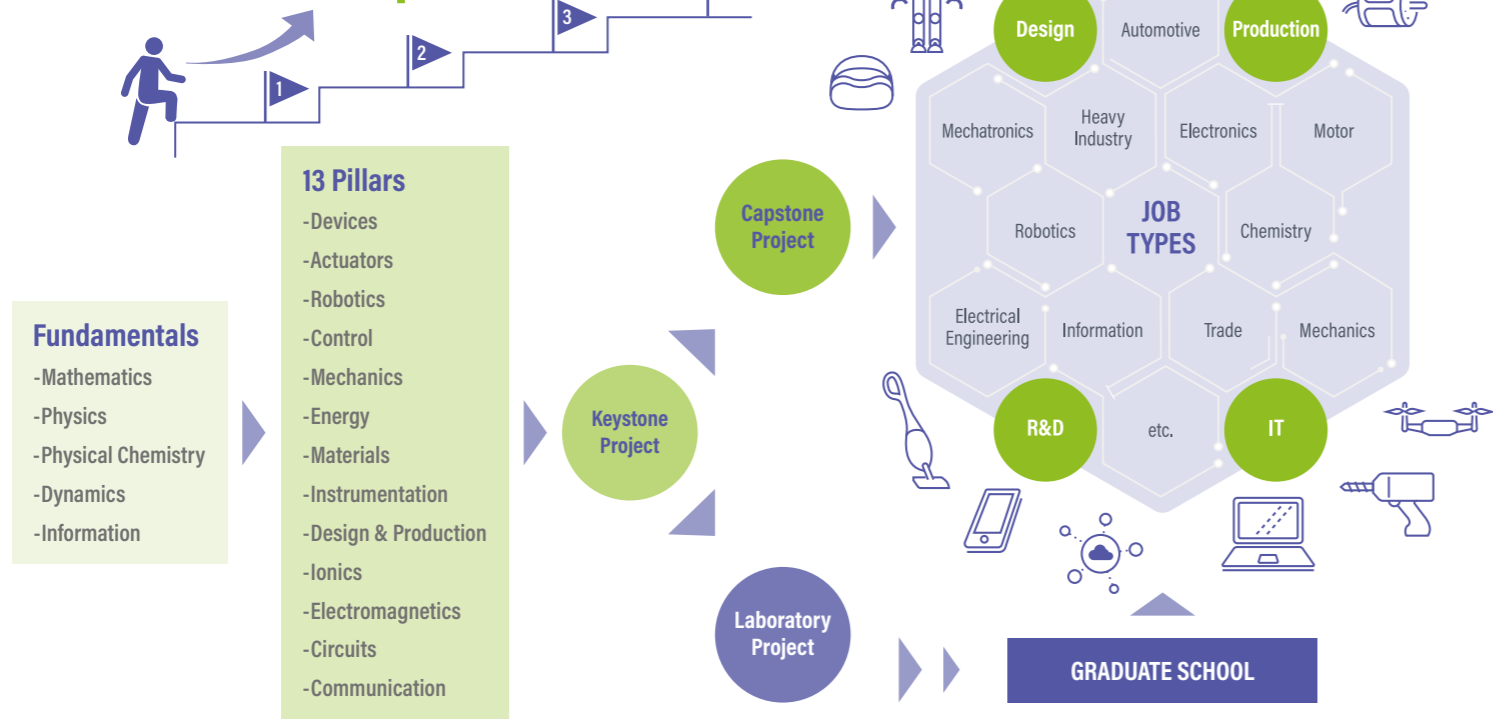 1
2
3
Fundamentals
-Mathematics
-Physics
-Physical Chemistry
-Dynamics
-Information
13 Pillars
-Devices
-Actuators
-Robotics
-Control
-Mechanics
-Energy
-Materials
-Instrumentation
-Design & Production
-Ionics
-Electromagnetics
-Circuits
-Communication
Keystone
Project
Capstone
Project
Laboratory
Project
GRADUATE SCHOOL
Design
Automotive
Production
Mechatronics
Heavy
Industry
Electronics
Motor
Robotics
JOB
TYPES
Chemistry
Electrical
Engineering
Information
Trade
Mechanics
R&D
etc.
IT